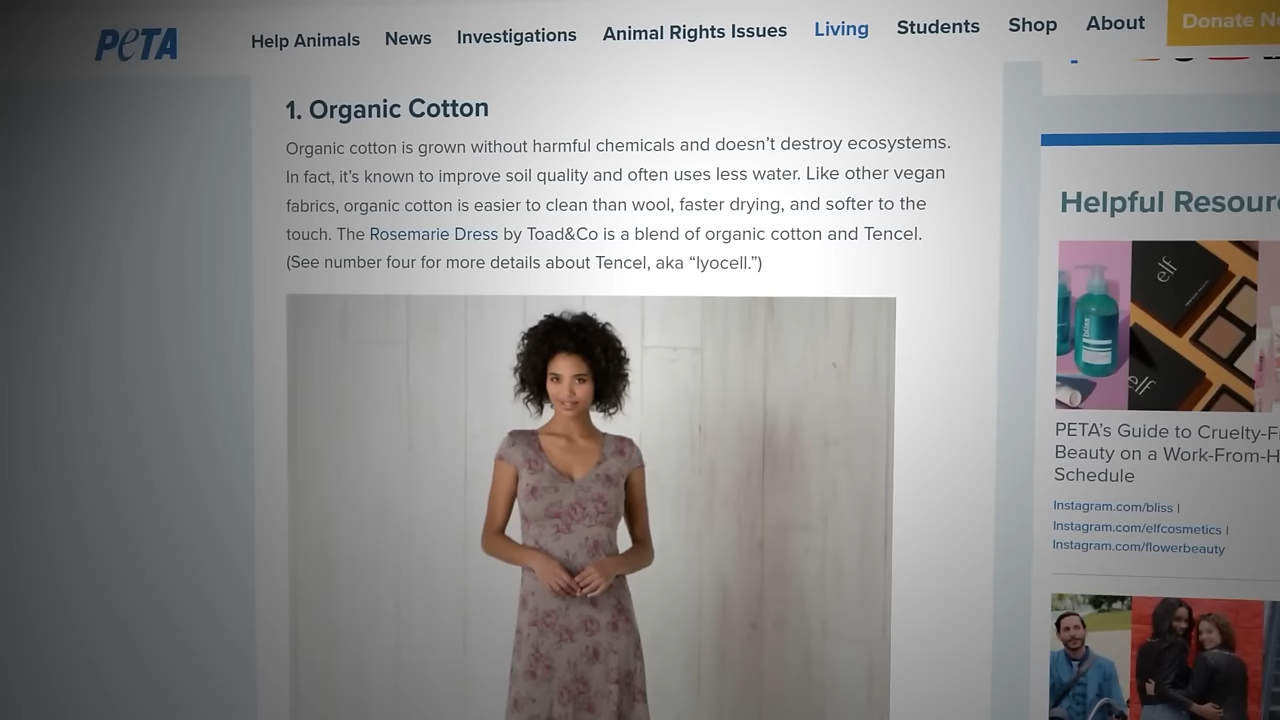 PETA
Help Animals News Investigations Animal Rights Issues Living Students Shop About Donate
1. Organic Cotton
Organic cotton is grown without harmful chemicals and doesn't destroy ecosystems.
In fact, it's known to improve soil quality and often uses less water. Like other vegan
fabrics, organic cotton is easier to clean than wool, faster drying, and softer to the
touch. The Rosemarie Dress by Toad&Co is a blend of organic cotton and Tencel.
(See number four for more details about Tencel, aka “lyocell.”)
Helpful
bliss
elf
elf
PETA's Guide to
Beauty on a
Schedule
Instagram.com/bliss |
Instagram.com/elfcosmetics |
Instagram.com/flowerbeauty